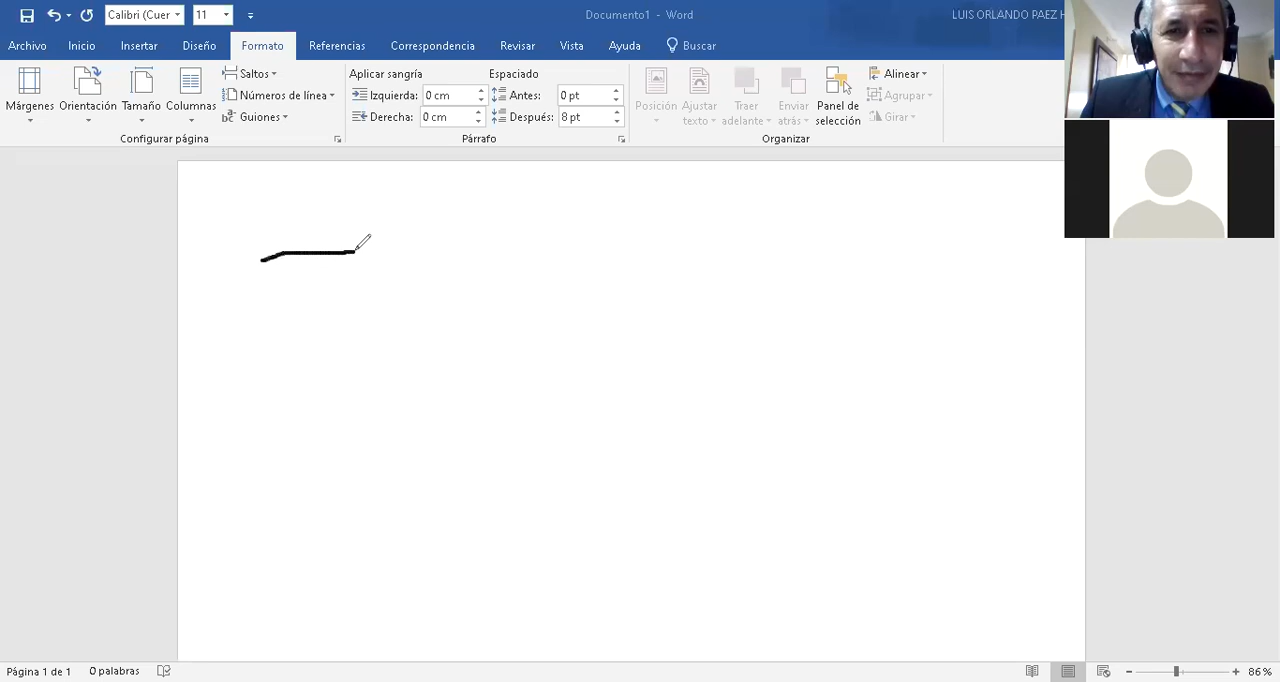 Calibri (Cuer 11 Documento1 - Word LUIS ORLANDO PAEZ H
Archivo Inicio Insertar Diseño Formato Referencias Correspondencia Revisar Vista Ayuda Buscar
Saltos Aplicar sangría Espaciado Alinear
Números de línea Izquierda: 0 cm Antes: 0 pt Agrupar
Márgenes Orientación Tamaño Columnas Posición Ajustar texto Traer adelante Enviar atrás Panel de selección
Guiones Derecha: 0 cm Después: 8 pt Girar
Configurar página Párrafo Organizar
Página 1 de 1 0 palabras 86%